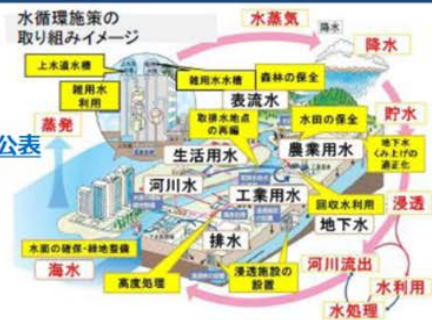 水循環施策の
取り組みイメージ
水蒸気
降水
降水
上水道水槽
雑用水水槽
森林の保全
雑用水
利用
表流水
貯水
取排水地点
の再編
水田の保全
蒸発
公表
生活用水
農業用水
地下水
くみ上げの
適正化
河川水
工業用水
回収水利用
浸透
地下水
水面の確保・緑地整備
排水
海水
高度処理
浸透施設の
設置
河川流出
水利用
水処理